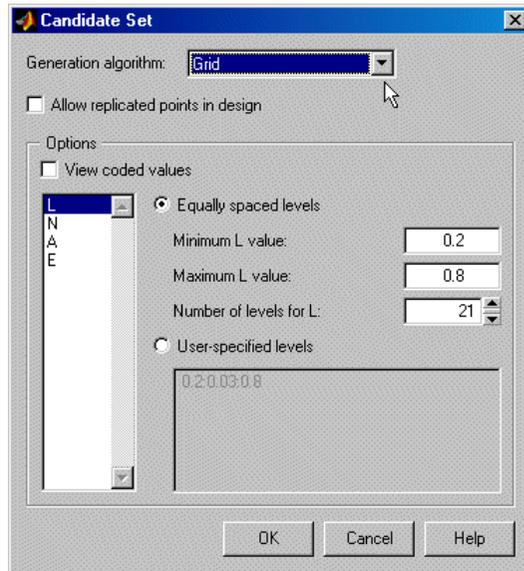 Candidate Set
Generation algorithm: Grid
Allow replicated points in design
Options
View coded values
L
N
A
E
Equally spaced levels
Minimum L value: 0.2
Maximum L value: 0.8
Number of levels for L: 21
User-specified levels
0.2:0.03:0.8
OK Cancel Help